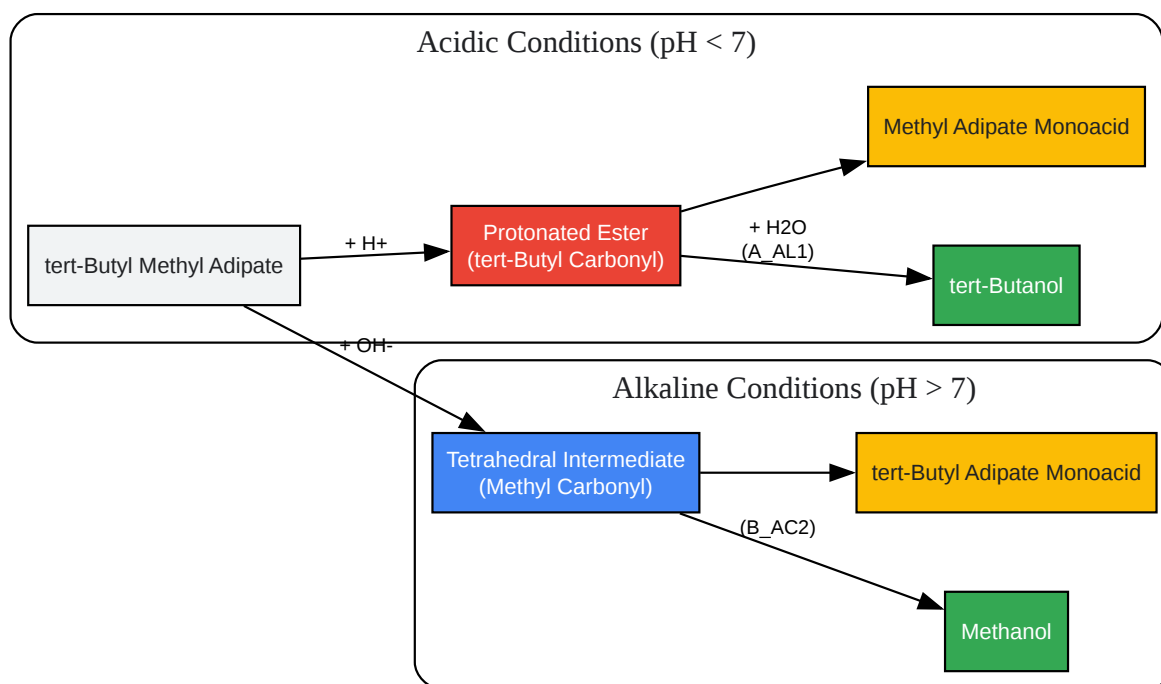 Acidic Conditions (pH < 7)
Methyl Adipate Monoacid
tert-Butyl Methyl Adipate
+ H+
Protonated Ester
(tert-Butyl Carbonyl)
+ H2O
(A_AL1)
tert-Butanol
+ OH-
Alkaline Conditions (pH > 7)
Tetrahedral Intermediate
(Methyl Carbonyl)
tert-Butyl Adipate Monoacid
(B_AC2)
Methanol